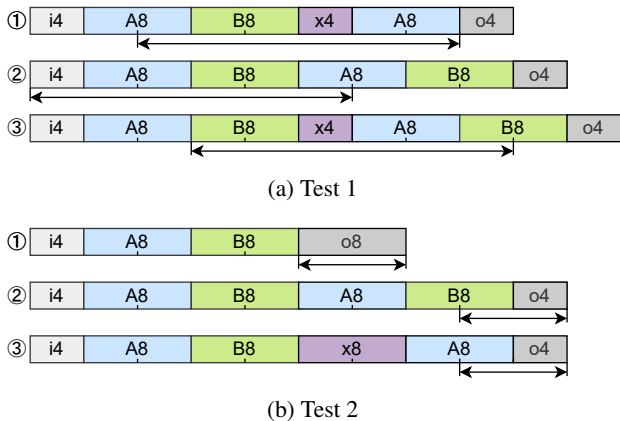 ① i4 A8 B8 x4 A8 o4
② i4 A8 B8 A8 B8 o4
③ i4 A8 B8 x4 A8 B8 o4
(a) Test 1
① i4 A8 B8 o8
② i4 A8 B8 A8 B8 o4
③ i4 A8 B8 x8 A8 o4
(b) Test 2